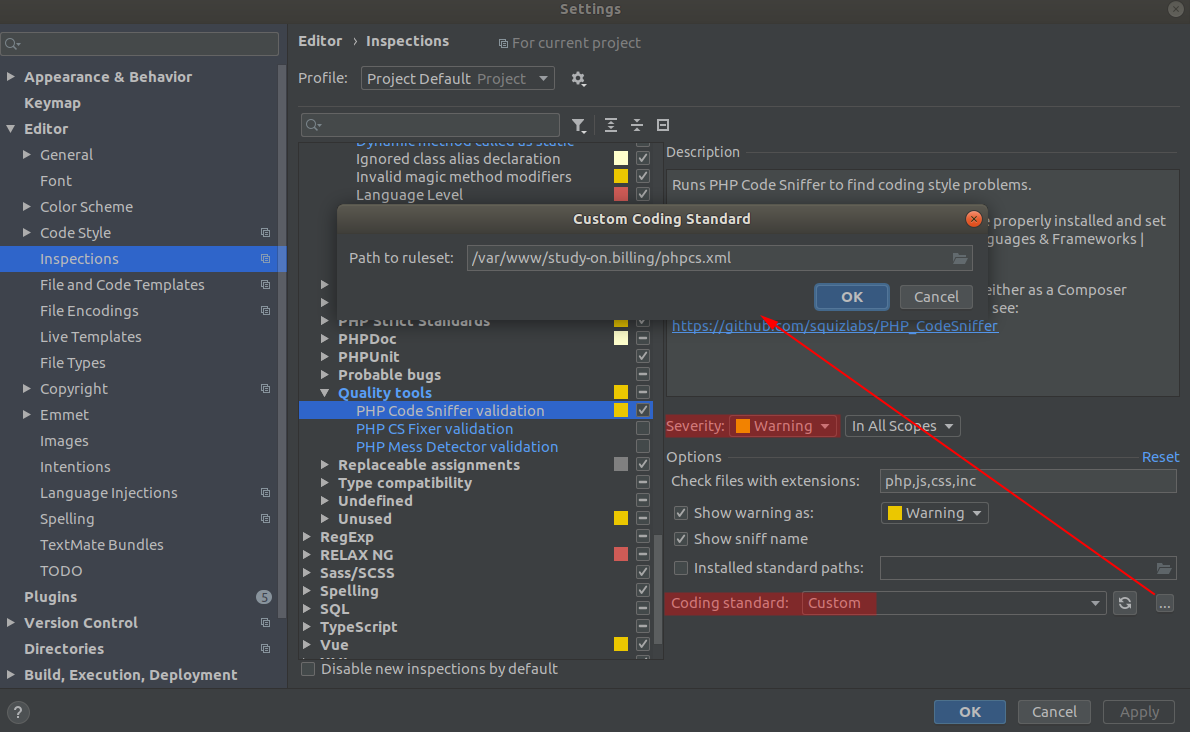 Settings
Editor › Inspections For current project
Profile: Project Default Project
Appearance & Behavior
Keymap
Editor
General
Font
Color Scheme
Code Style
Inspections
File and Code Templates
File Encodings
Live Templates
File Types
Copyright
Emmet
Images
Intentions
Language Injections
Spelling
TextMate Bundles
TODO
Plugins 5
Version Control
Directories
Build, Execution, Deployment
Dynamic method called as static
Ignored class alias declaration
Invalid magic method modifiers
Language Level
PHP Strict Standards
PHPDoc
PHPUnit
Probable bugs
Quality tools
PHP Code Sniffer validation
PHP CS Fixer validation
PHP Mess Detector validation
Replaceable assignments
Type compatibility
Undefined
Unused
RegExp
RELAX NG
Sass/SCSS
Spelling
SQL
TypeScript
Vue
Disable new inspections by default
Custom Coding Standard
Path to ruleset: /var/www/study-on.billing/phpcs.xml
OK Cancel
Description
Runs PHP Code Sniffer to find coding style problems.
properly installed and set
guages & Frameworks |
either as a Composer
see:
https://github.com/squizlabs/PHP_CodeSniffer
Severity: Warning In All Scopes
Options Reset
Check files with extensions: php,js,css,inc
Show warning as: Warning
Show sniff name
Installed standard paths:
Coding standard: Custom ...
? OK Cancel Apply